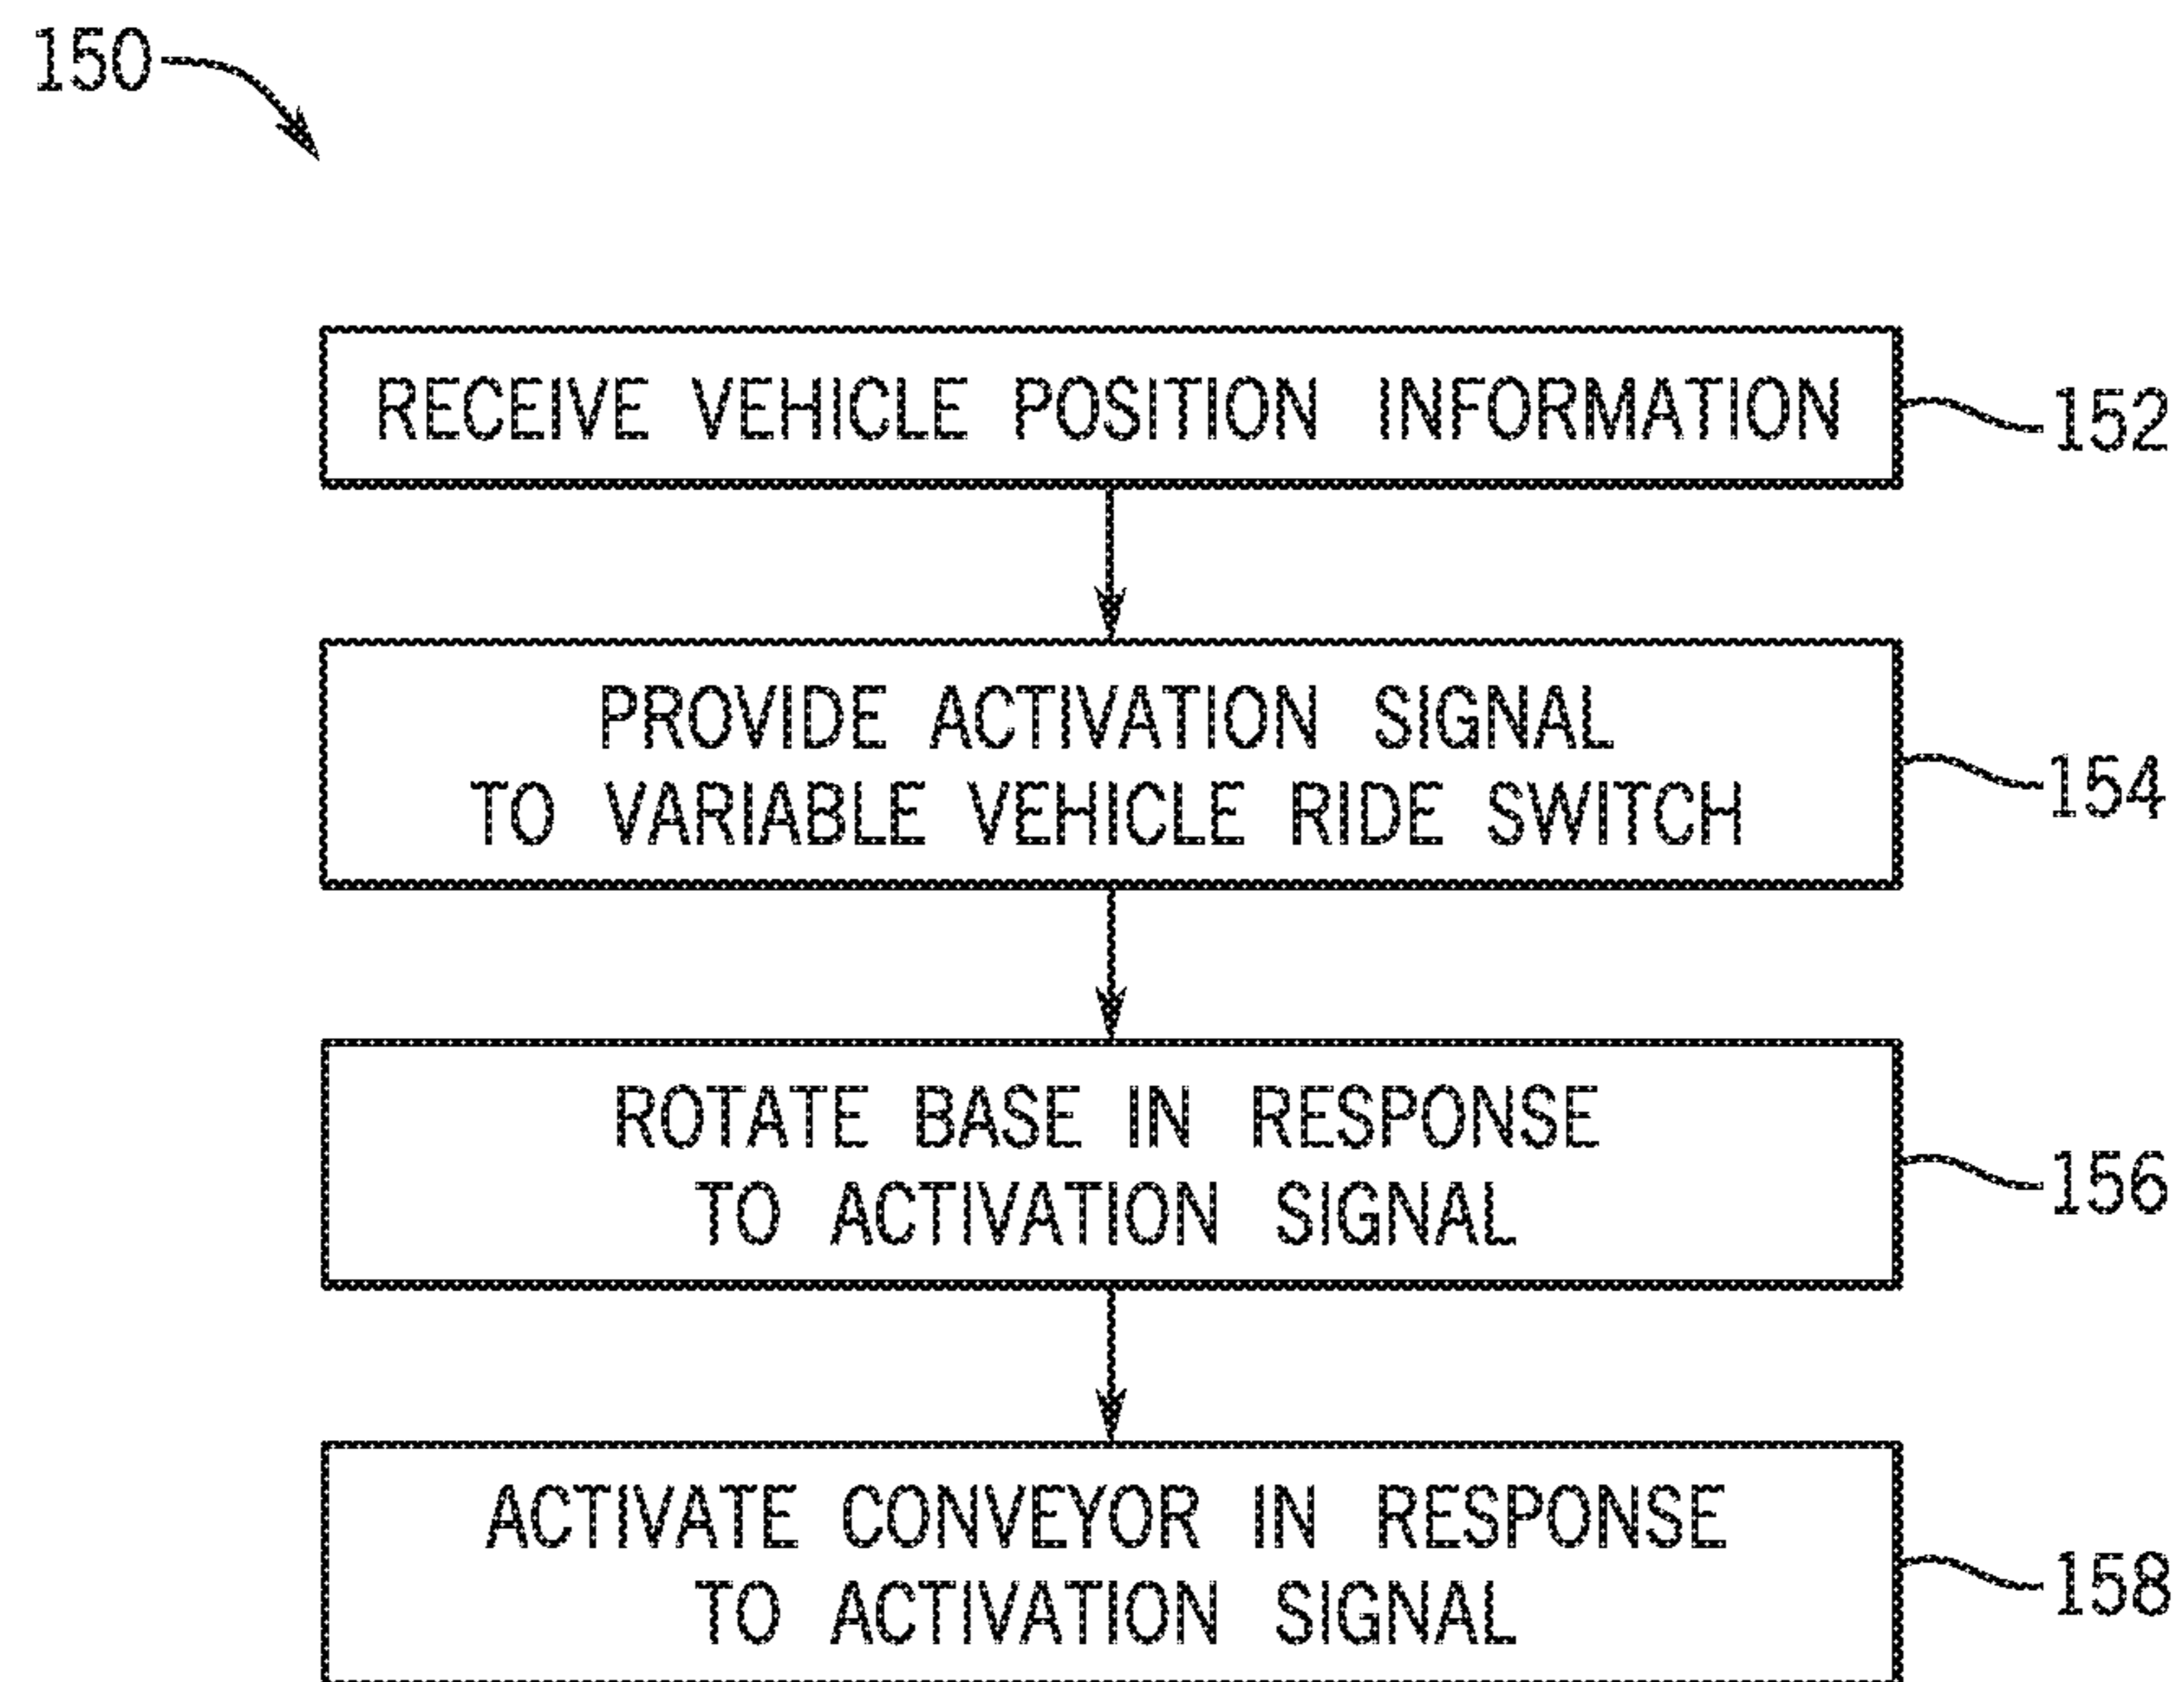 150
RECEIVE VEHICLE POSITION INFORMATION
152
PROVIDE ACTIVATION SIGNAL
TO VARIABLE VEHICLE RIDE SWITCH
154
ROTATE BASE IN RESPONSE
TO ACTIVATION SIGNAL
156
ACTIVATE CONVEYOR IN RESPONSE
TO ACTIVATION SIGNAL
158